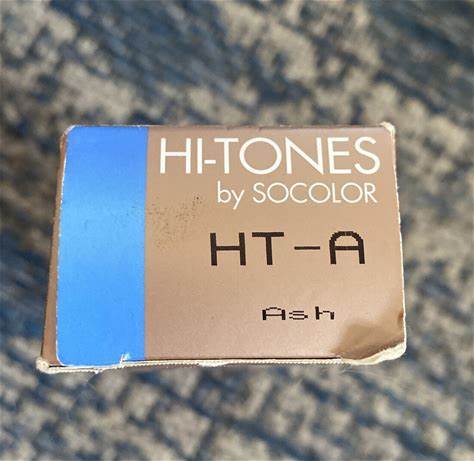 HI-TONES
by SOCOLOR
HT-A
Ash